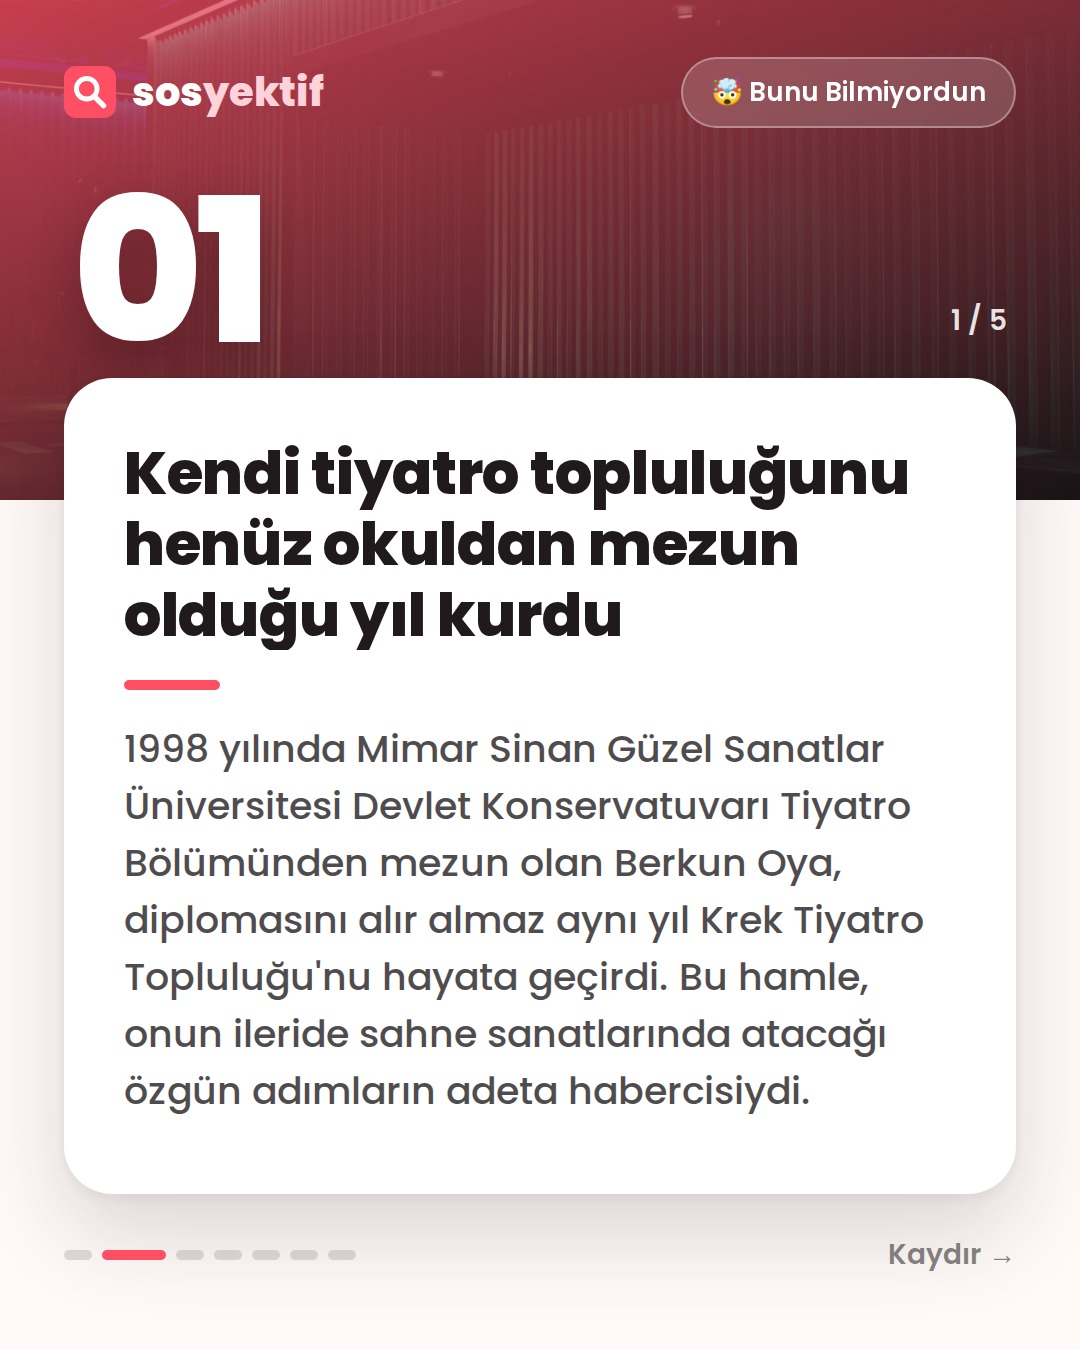 sosyektif
🤯 Bunu Bilmiyordun
01
1 / 5
Kendi tiyatro topluluğunu
henüz okuldan mezun
olduğu yıl kurdu
1998 yılında Mimar Sinan Güzel Sanatlar
Üniversitesi Devlet Konservatuvarı Tiyatro
Bölümünden mezun olan Berkun Oya,
diplomasını alır almaz aynı yıl Krek Tiyatro
Topluluğu'nu hayata geçirdi. Bu hamle,
onun ileride sahne sanatlarında atacağı
özgün adımların adeta habercisiydi.
Kaydır →